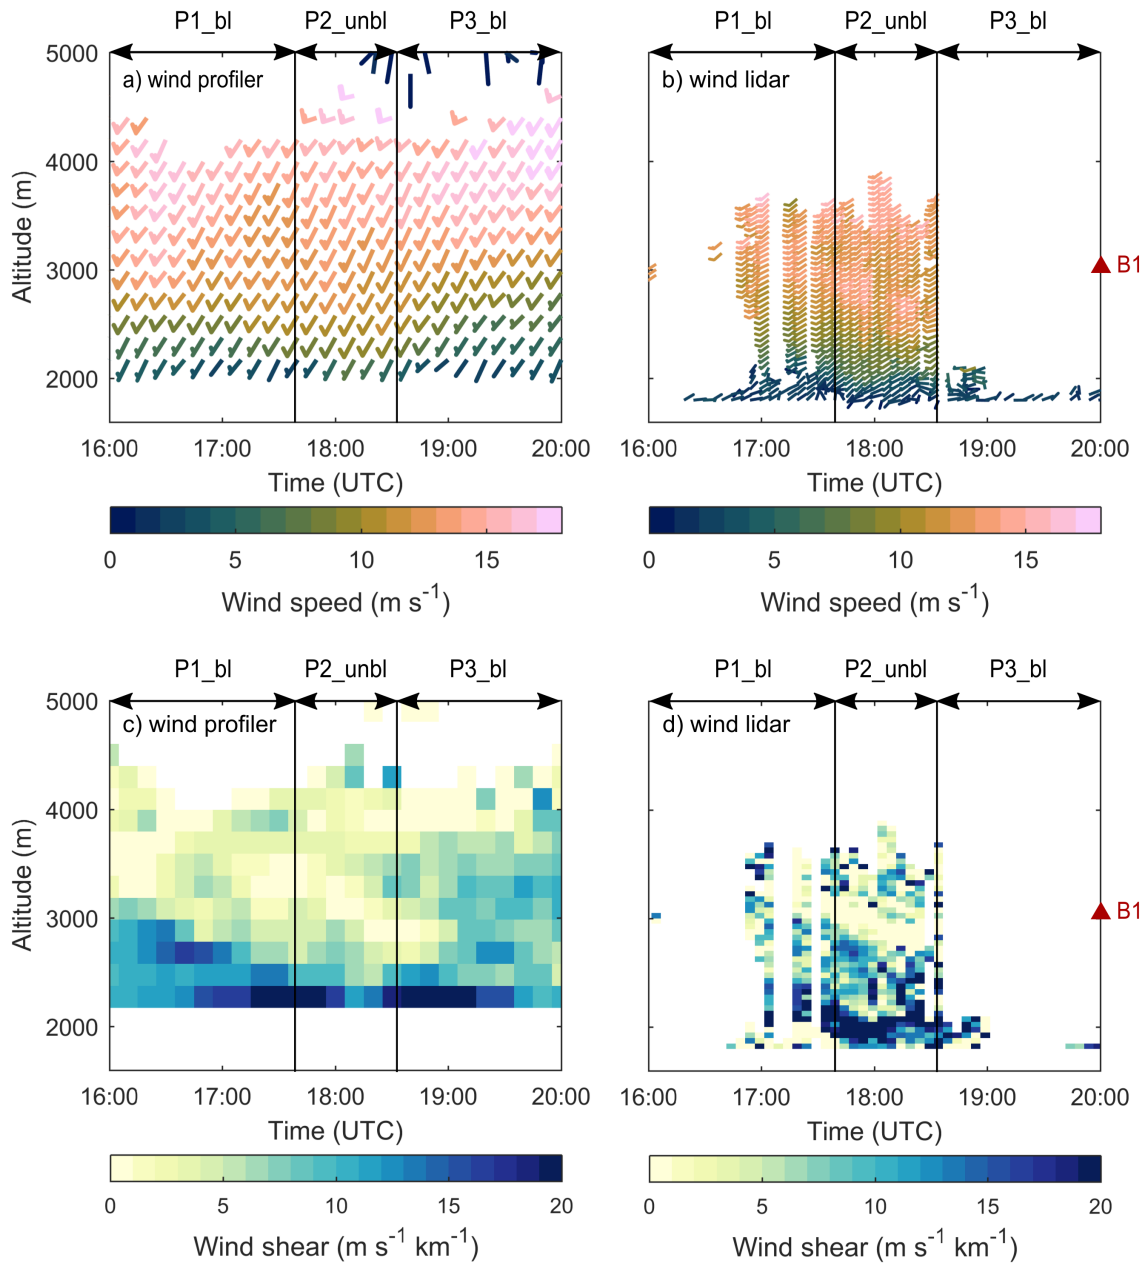 P1_bl P2_unbl P3_bl
a) wind profiler
5000
4000
3000
2000
Altitude (m)
16:00 17:00 18:00 19:00 20:00
Time (UTC)
0 5 10 15
Wind speed (m s-1)
P1_bl P2_unbl P3_bl
b) wind lidar
B1
16:00 17:00 18:00 19:00 20:00
Time (UTC)
0 5 10 15
Wind speed (m s-1)
P1_bl P2_unbl P3_bl
c) wind profiler
5000
4000
3000
2000
Altitude (m)
16:00 17:00 18:00 19:00 20:00
Time (UTC)
0 5 10 15 20
Wind shear (m s-1 km-1)
P1_bl P2_unbl P3_bl
d) wind lidar
B1
16:00 17:00 18:00 19:00 20:00
Time (UTC)
0 5 10 15 20
Wind shear (m s-1 km-1)